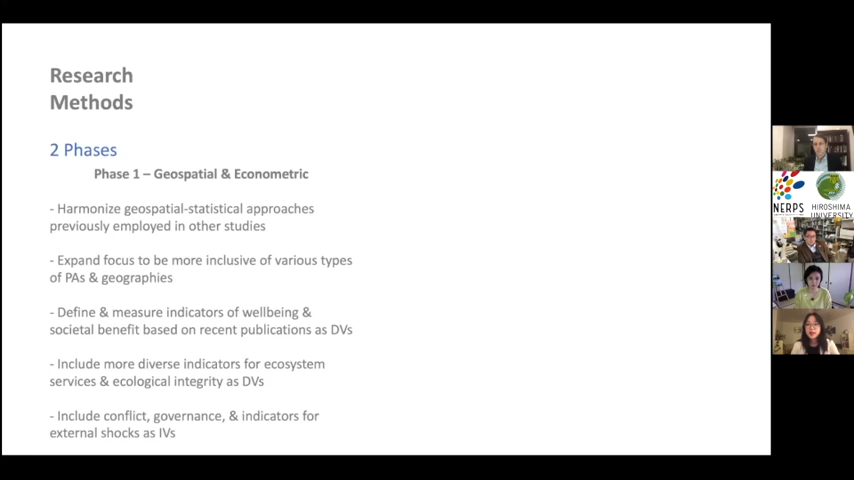 Research
Methods
2 Phases
Phase 1 – Geospatial & Econometric
- Harmonize geospatial-statistical approaches
previously employed in other studies
- Expand focus to be more inclusive of various types
of PAs & geographies
- Define & measure indicators of wellbeing &
societal benefit based on recent publications as DVs
- Include more diverse indicators for ecosystem
services & ecological integrity as DVs
- Include conflict, governance, & indicators for
external shocks as IVs
NERPS
HIROSHIMA
UNIVERSITY